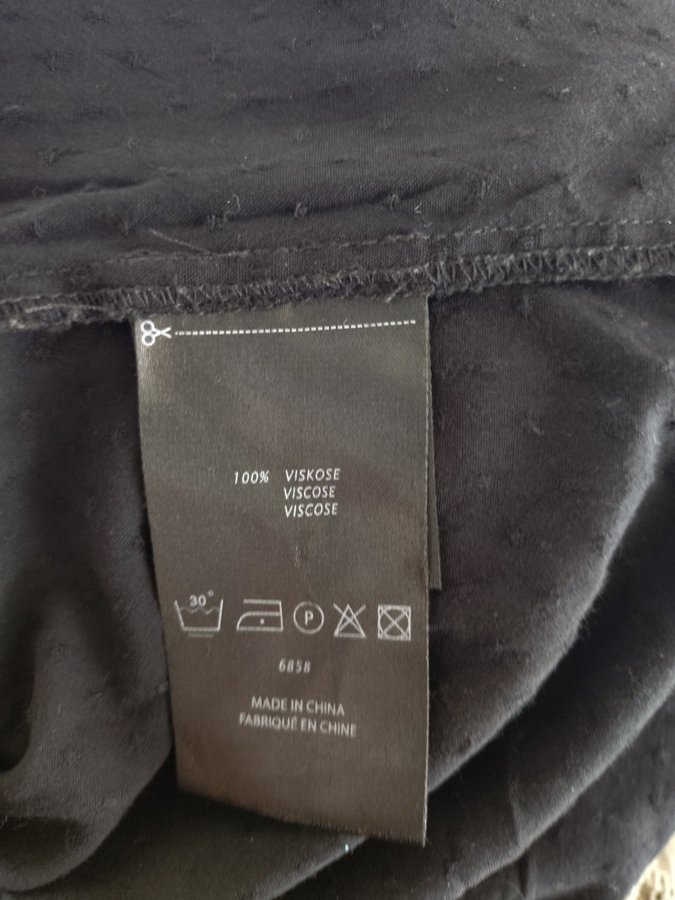 100% VISKOSE
VISCOSE
VISCOSE
30°
P
6858
MADE IN CHINA
FABRIQUÉ EN CHINE